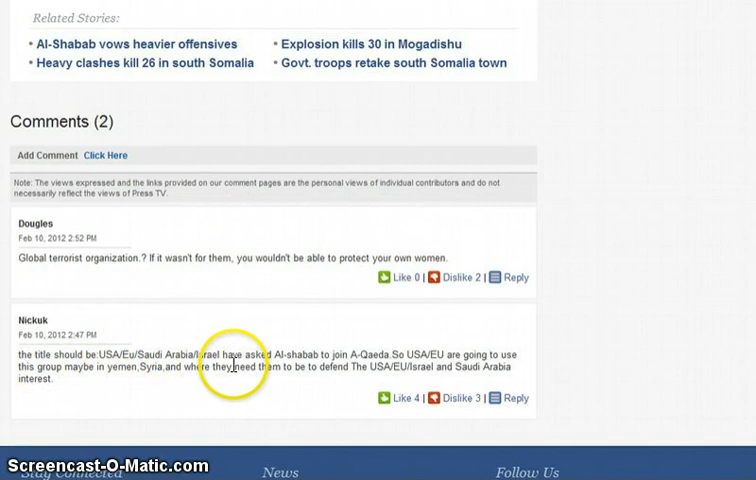 Related Stories:
• Al-Shabab vows heavier offensives
• Explosion kills 30 in Mogadishu
• Heavy clashes kill 26 in south Somalia
• Govt. troops retake south Somalia town
Comments (2)
Add Comment Click Here
Note: The views expressed and the links provided on our comment pages are the personal views of individual contributors and do not
necessarily reflect the views of Press TV.
Dougles
Feb 10, 2012 2:52 PM
Global terrorist organization.? If it wasn't for them, you wouldn't be able to protect your own women.
Like 0 | Dislike 2 | Reply
Nickuk
Feb 10, 2012 2:47 PM
the title should be:USA/Eu/Saudi Arabia/Israel have asked Al-shabab to join A-Qaeda.So USA/EU are going to use
this group maybe in yemen,Syria,and where they need them to be to defend The USA/EU/Israel and Saudi Arabia
interest.
Like 4 | Dislike 3 | Reply
Screencast-O-Matic.com
Stay Connected
News
Follow Us